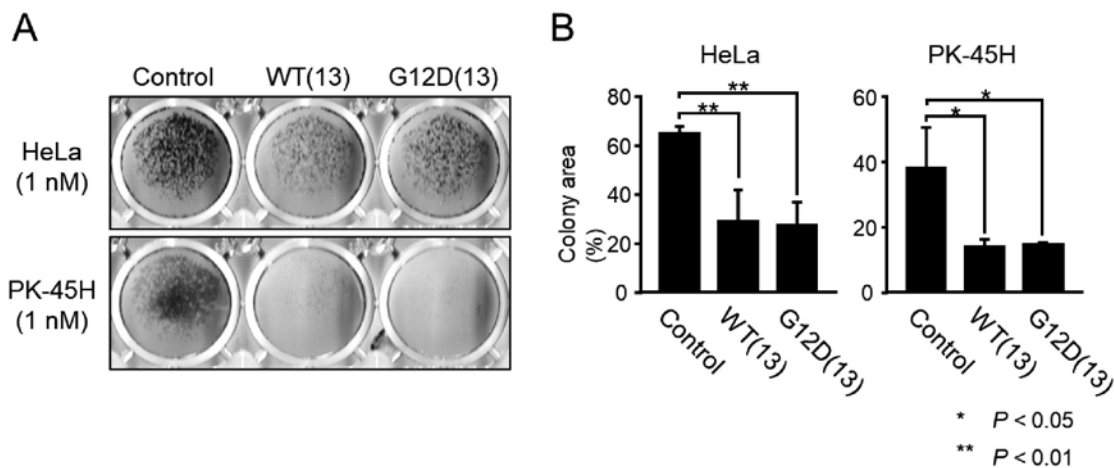 A
Control WT(13) G12D(13)
HeLa
(1 nM)
PK-45H
(1 nM)
B
HeLa
Colony area
(%)
80
60
40
20
0
**
**
Control
WT(13)
G12D(13)
PK-45H
60
40
20
0
*
*
Control
WT(13)
G12D(13)
* P < 0.05
** P < 0.01